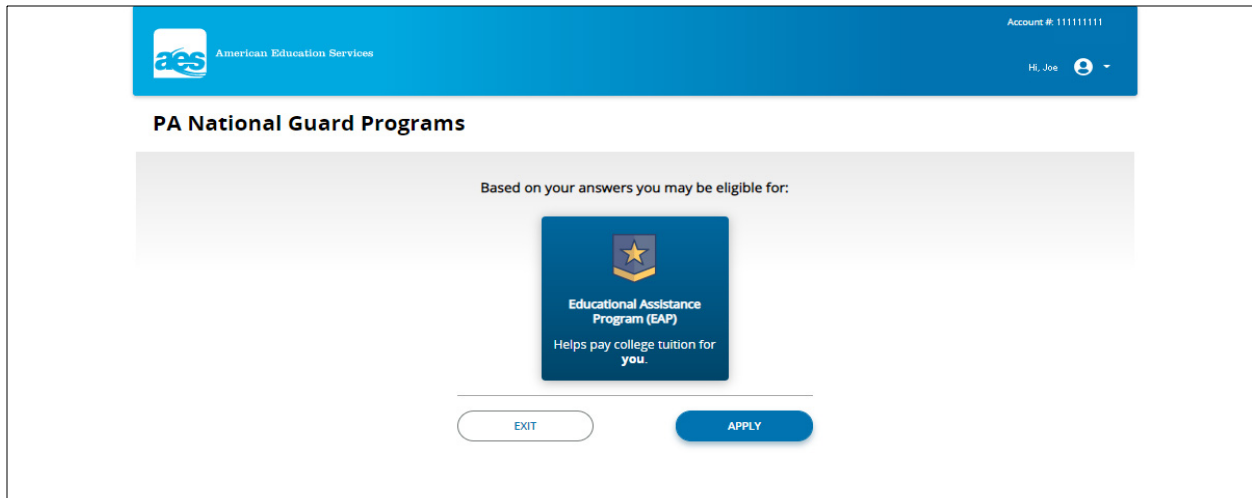 Account #: 111111111
aes
American Education Services
Hi, Joe
PA National Guard Programs
Based on your answers you may be eligible for:
Educational Assistance
Program (EAP)
Helps pay college tuition for
you.
EXIT
APPLY